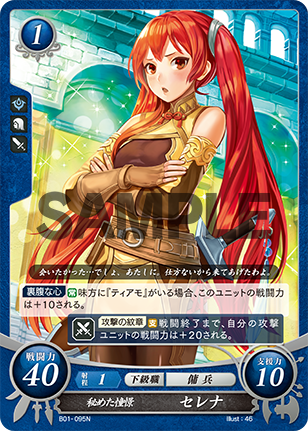 1
SAMPLE
会いたかった…でしょ、あたしに。仕方ないから来てあげたわよ。
裏腹な心 常 味方に『ティアモ』がいる場合、このユニットの戦闘力
は+10される。
攻撃の紋章 支 戦闘終了まで、自分の攻撃
ユニットの戦闘力は+20される。
戦闘力
40
射程 1 下級職 傭兵
支援力
10
秘めた憧憬 セレナ
B01-095N
Illust:46